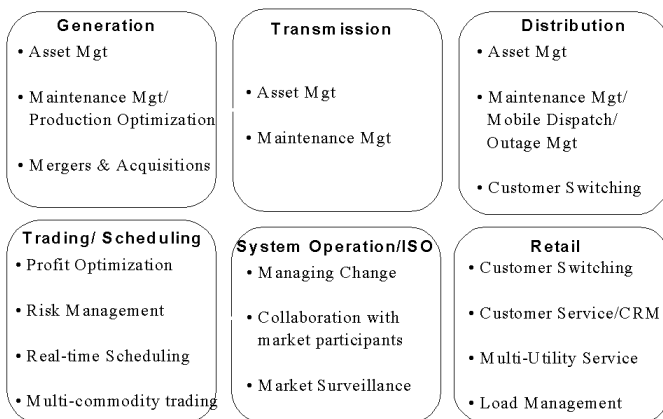 Generation
• Asset Mgt
• Maintenance Mgt/
Production Optimization
• Mergers & Acquisitions
Transmission
• Asset Mgt
• Maintenance Mgt
Distribution
• Asset Mgt
• Maintenance Mgt/
Mobile Dispatch/
Outage Mgt
• Customer Switching
Trading/ Scheduling
• Profit Optimization
• Risk Management
• Real-time Scheduling
• Multi-commodity trading
System Operation/ISO
• Managing Change
• Collaboration with
market participants
• Market Surveillance
Retail
• Customer Switching
• Customer Service/CRM
• Multi-Utility Service
• Load Management